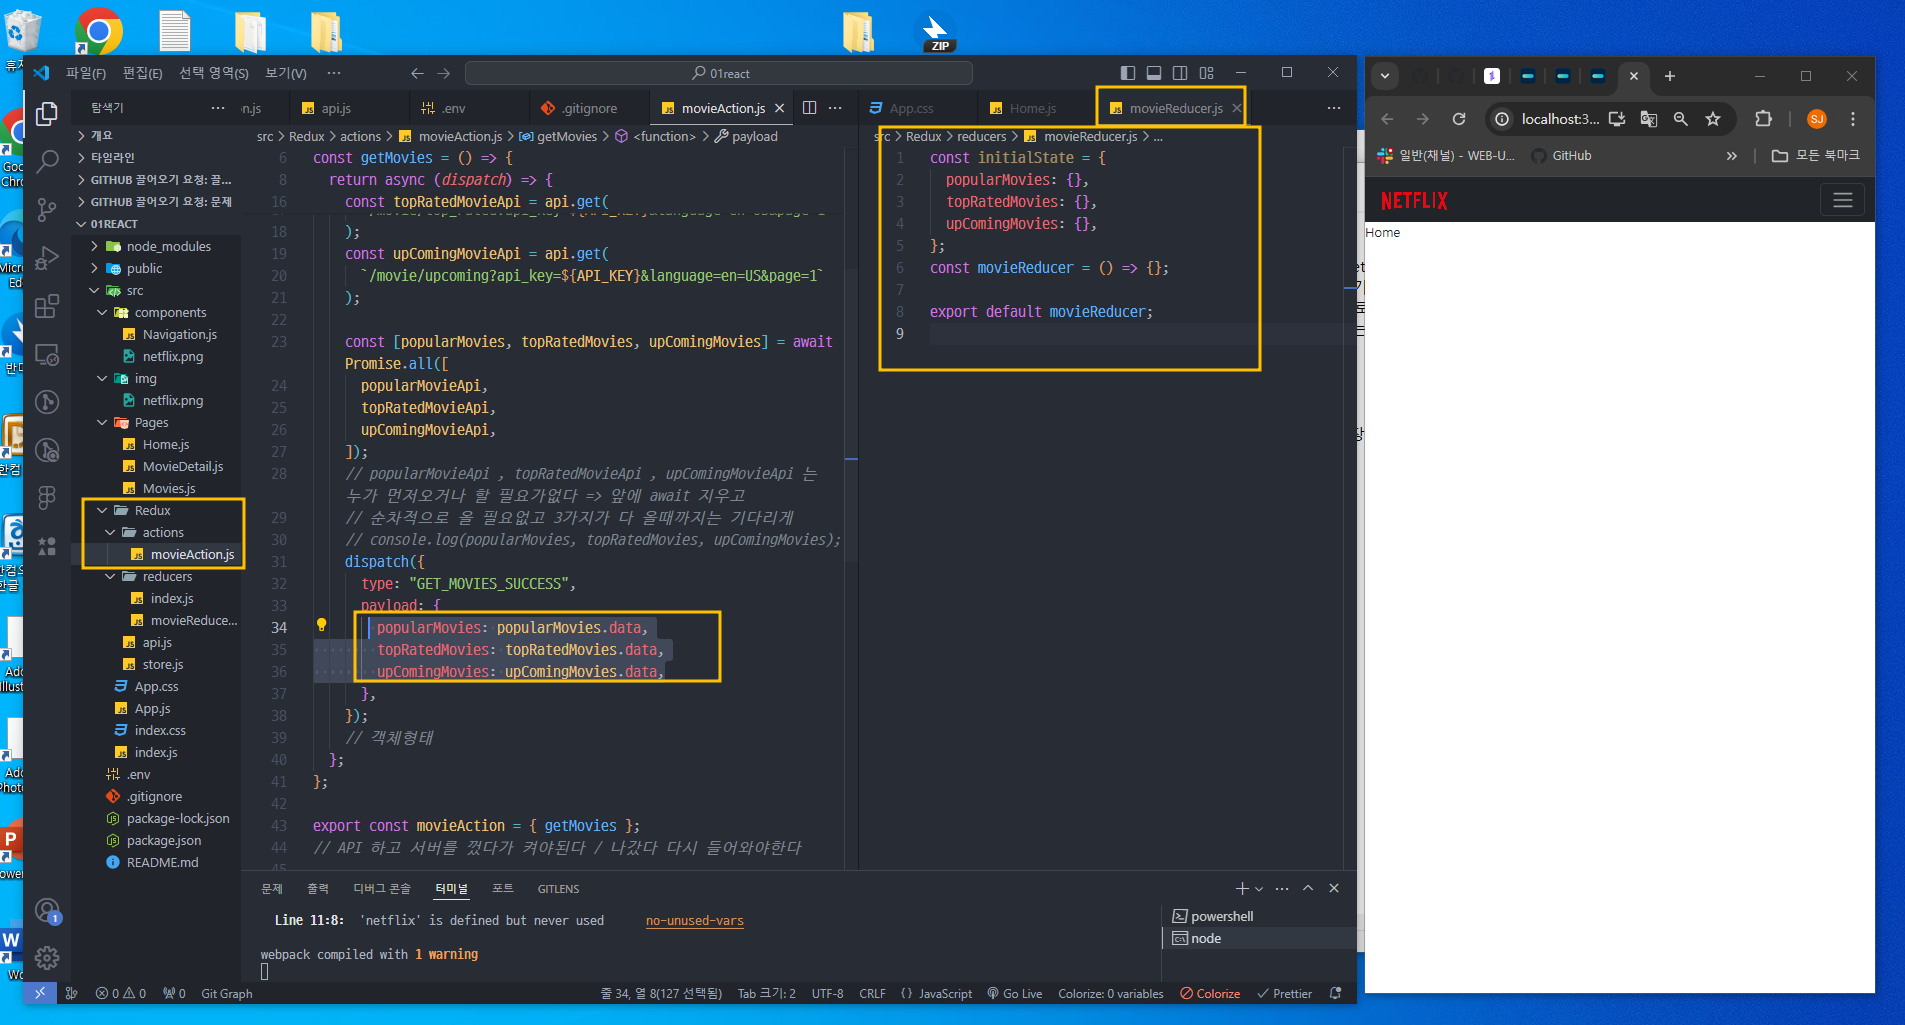 ZIP
파일(F) 편집(E) 선택 영역(S) 보기(V) ··· 01react
탐색기 ··· on.js api.js .env .gitignore movieAction.js ··· App.css Home.js movieReducer.js ···
개요
타임라인
GITHUB 끌어오기 요청: 끌...
GITHUB 끌어오기 요청: 문제
01REACT
node_modules
public
src
components
Navigation.js
netflix.png
img
netflix.png
Pages
Home.js
MovieDetail.js
Movies.js
Redux
actions
movieAction.js
reducers
index.js
movieReduce...
api.js
store.js
App.css
App.js
index.css
index.js
.env
.gitignore
package-lock.json
package.json
README.md
src > Redux > actions > movieAction.js > getMovies > <function> > payload
6 const getMovies = () => {
8 return async (dispatch) => {
16 const topRatedMovieApi = api.get(
18 );
19 const upComingMovieApi = api.get(
20 `/movie/upcoming?api_key=${API_KEY}&language=en=US&page=1`
21 );
22
23 const [popularMovies, topRatedMovies, upComingMovies] = await
Promise.all([
24 popularMovieApi,
25 topRatedMovieApi,
26 upComingMovieApi,
27 ]);
28 // popularMovieApi , topRatedMovieApi , upComingMovieApi 는
누가 먼저오거나 할 필요가없다 => 앞에 await 지우고
29 // 순차적으로 올 필요없고 3가지가 다 올때까지는 기다리게
30 // console.log(popularMovies, topRatedMovies, upComingMovies);
31 dispatch({
32 type: "GET_MOVIES_SUCCESS",
33 payload: {
34 popularMovies: popularMovies.data,
35 topRatedMovies: topRatedMovies.data,
36 upComingMovies: upComingMovies.data,
37 },
38 });
39 // 객체형태
40 };
41 };
42
43 export const movieAction = { getMovies };
44 // API 하고 서버를 껐다가 켜야된다 / 나갔다 다시 들어와야한다
45
src > Redux > reducers > movieReducer.js > ...
1 const initialState = {
2 popularMovies: {},
3 topRatedMovies: {},
4 upComingMovies: {},
5 };
6 const movieReducer = () => {};
7
8 export default movieReducer;
9
문제 출력 디버그 콘솔 터미널 포트 GITLENS
Line 11:8: 'netflix' is defined but never used no-unused-vars
webpack compiled with 1 warning
powershell
node
0 0 0 Git Graph 줄 34, 열 8(127 선택됨) Tab 크기: 2 UTF-8 CRLF {} JavaScript Go Live Colorize: 0 variables Colorize Prettier
localhost:3... SJ
일반(채널) - WEB-U... GitHub » 모든 북마크
NETFLIX
Home